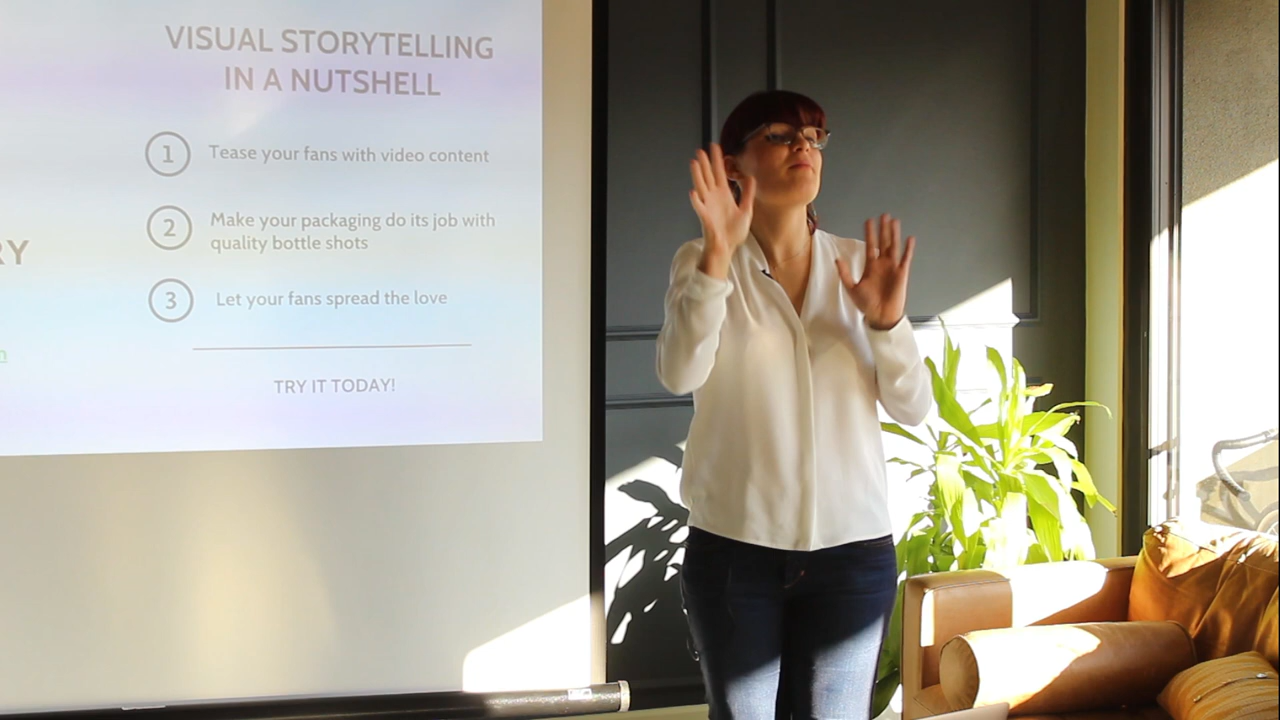 VISUAL STORYTELLING
IN A NUTSHELL
1 Tease your fans with video content
2 Make your packaging do its job with
quality bottle shots
RY
3 Let your fans spread the love
n
TRY IT TODAY!